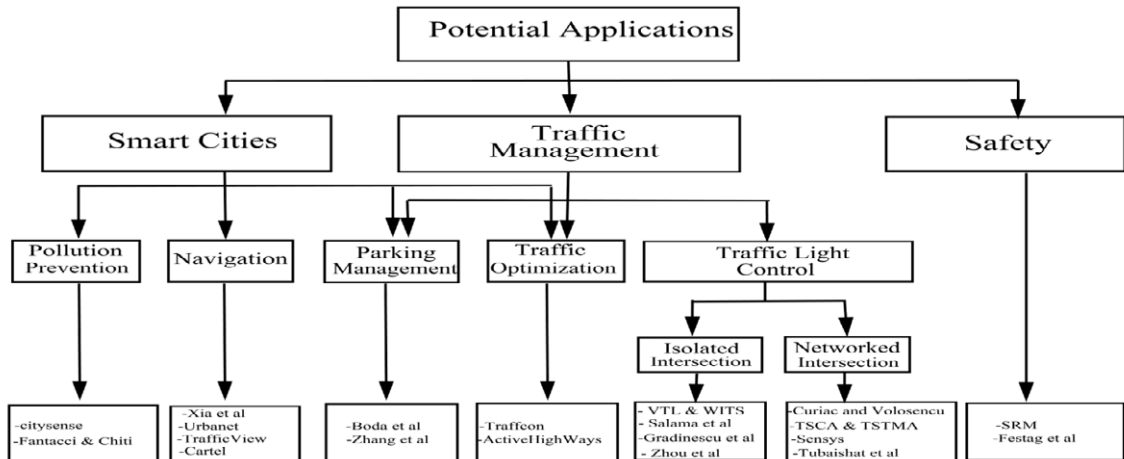 Potential Applications
Smart Cities
Traffic
Management
Safety
Pollution
Prevention
Navigation
Parking
Management
Traffic
Optimization
Traffic Light
Control
Isolated
Intersection
Networked
Intersection
-citysense
-Fantacci & Chiti
-Xia et al
-Urbanet
-TrafficView
-Cartel
-Boda et al
-Zhang et al
-Traffcon
-ActiveHighWays
- VTL & WITS
- Salama et al
-Gradinescu et al
- Zhou et al
-Curiac and Volosencu
-TSCA & TSTMA
-Sensys
-Tubaishat et al
-SRM
-Festag et al